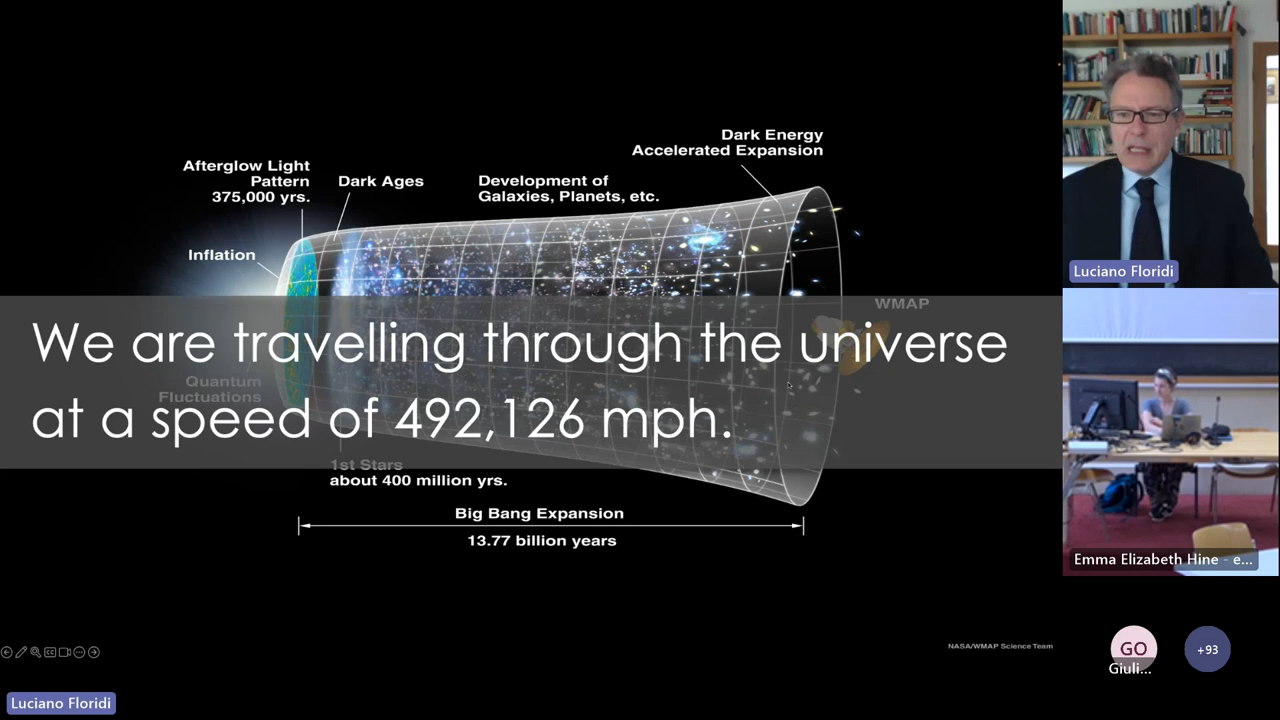 Dark Energy
Accelerated Expansion
Afterglow Light
Pattern
375,000 yrs.
Dark Ages
Development of
Galaxies, Planets, etc.
Inflation
Luciano Floridi
WMAP
We are travelling through the universe
at a speed of 492,126 mph.
Quantum
Fluctuations
1st Stars
about 400 million yrs.
Big Bang Expansion
13.77 billion years
Emma Elizabeth Hine - e...
NASA/WMAP Science Team
GO
Giuli...
+93
Luciano Floridi